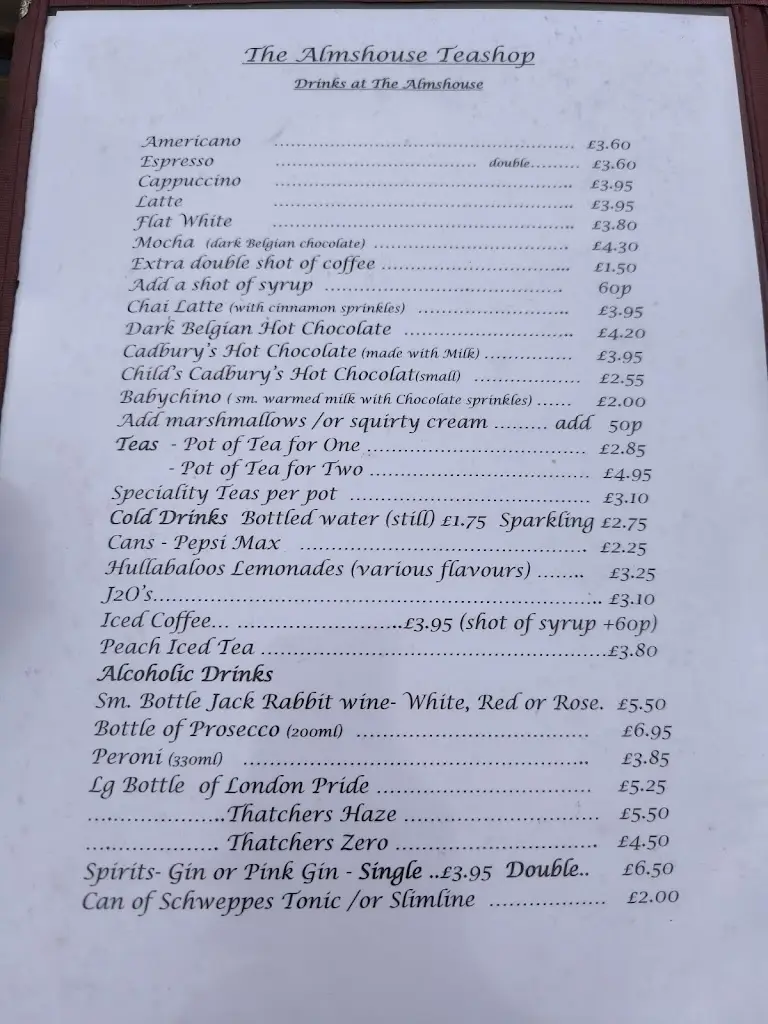 The Almshouse Teashop
Drinks at The Almshouse
Americano ........................................................ £3.60
Espresso ..................................... double......... £3.60
Cappuccino ........................................................ £3.95
Latte ........................................................ £3.95
Flat White ........................................................ £3.80
Mocha (dark Belgian chocolate) .................................... £4.30
Extra double shot of coffee .................................... £1.50
Add a shot of syrup ............................................ 60p
Chai Latte (with cinnamon sprinkles) ............................ £3.95
Dark Belgian Hot Chocolate ................................ £4.20
Cadbury's Hot Chocolate (made with Milk) ................ £3.95
Child's Cadbury's Hot Chocolat(small) ................... £2.55
Babychino ( sm. warmed milk with Chocolate sprinkles) ...... £2.00
Add marshmallows /or squirty cream ......... add 50p
Teas - Pot of Tea for One ........................................ £2.85
- Pot of Tea for Two ........................................ £4.95
Speciality Teas per pot ............................................ £3.10
Cold Drinks Bottled water (still) £1.75 Sparkling £2.75
Cans - Pepsi Max ................................................ £2.25
Hullabaloos Lemonades (various flavours) ........ £3.25
J2O's................................................................................ £3.10
Iced Coffee... ..............................£3.95 (shot of syrup +60p)
Peach Iced Tea ............................................................£3.80
Alcoholic Drinks
Sm. Bottle Jack Rabbit wine- White, Red or Rose. £5.50
Bottle of Prosecco (200ml) ........................................ £6.95
Peroni (330ml) ............................................................ £3.85
Lg Bottle of London Pride ..................................... £5.25
........................Thatchers Haze .................................. £5.50
....................... Thatchers Zero .................................... £4.50
Spirits- Gin or Pink Gin - Single ..£3.95 Double.. £6.50
Can of Schweppes Tonic /or Slimline .................. £2.00